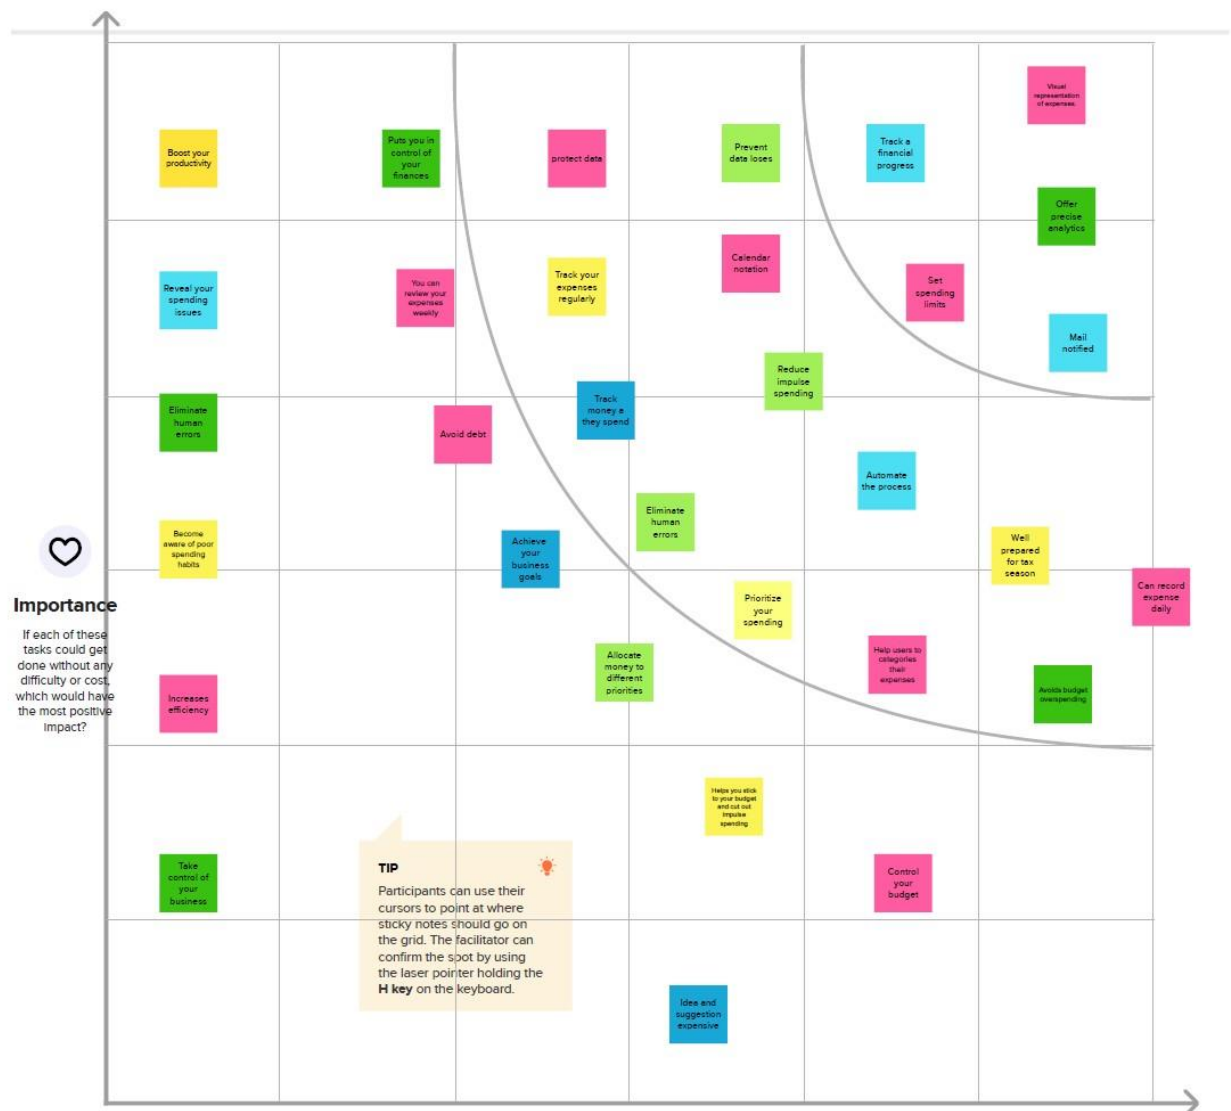 Visual
representation
of expenses.
Boost your
productivity
Puts you in
control of
your
finances
protect data
Prevent
data loses
Track a
financial
progress
Offer
precise
analytics
Reveal your
spending
issues
You can
review your
expenses
weekly
Track your
expenses
regularly
Calendar
notation
Set
spending
limits
Mail
notified
Eliminate
human
errors
Avoid debt
Track
money a
they spend
Reduce
impulse
spending
Automate
the process
Become
aware of poor
spending
habits
Achieve
your
business
goals
Eliminate
human
errors
Well
prepared
for tax
season
Can record
expense
daily
Importance
If each of these
tasks could get
done without any
difficulty or cost,
which would have
the most positive
impact?
Prioritize
your
spending
Increases
efficiency
Allocate
money to
different
priorities
Help users to
categories
their
expenses
Avoids budget
overspending
Helps you stick
to your budget
and cut out
impulse
spending
Take
control of
your
business
TIP
Participants can use their
cursors to point at where
sticky notes should go on
the grid. The facilitator can
confirm the spot by using
the laser pointer holding the
H key on the keyboard.
Control
your
budget
Idea and
suggestion
expensive